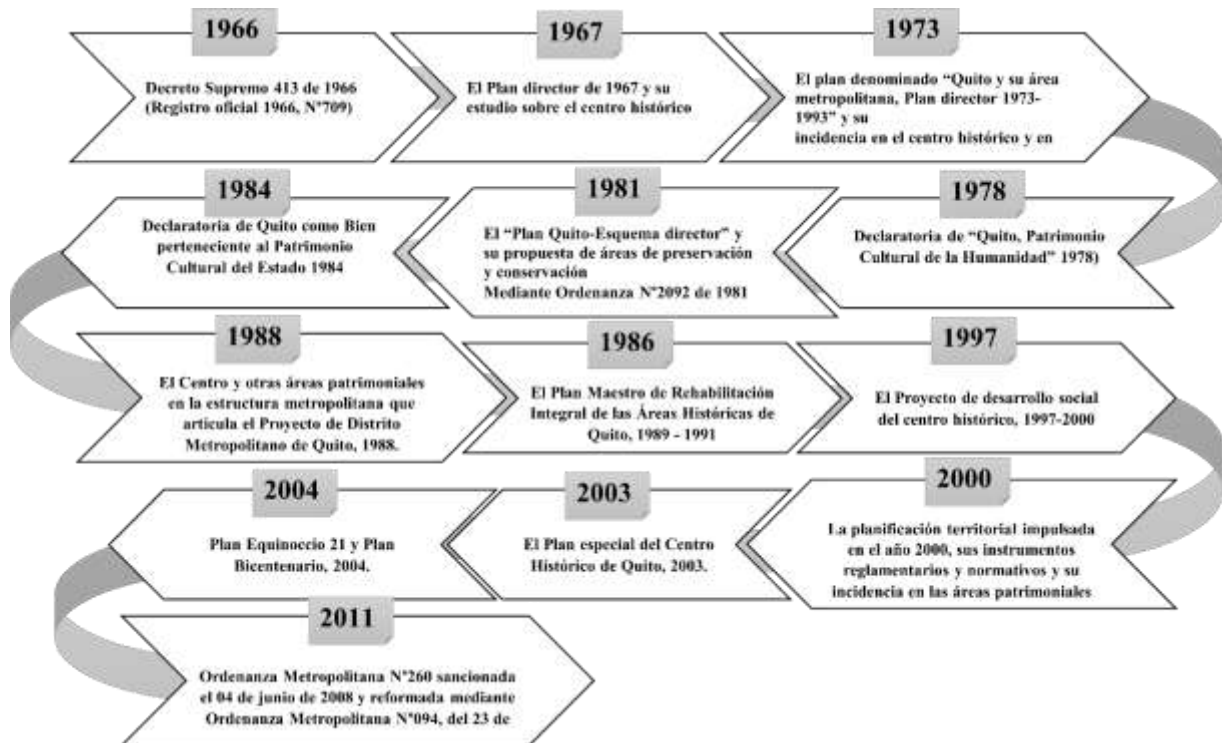 1966
Decreto Supremo 413 de 1966
(Registro oficial 1966, N°709)
1967
El Plan director de 1967 y su
estudio sobre el centro histórico
1973
El plan denominado “Quito y su área
metropolitana, Plan director 1973-
1993” y su
incidencia en el centro histórico y en
1978
Declaratoria de “Quito, Patrimonio
Cultural de la Humanidad” 1978)
1981
El “Plan Quito-Esquema director” y
su propuesta de áreas de preservación
y conservación
Mediante Ordenanza N°2092 de 1981
1984
Declaratoria de Quito como Bien
perteneciente al Patrimonio
Cultural del Estado 1984
1988
El Centro y otras áreas patrimoniales
en la estructura metropolitana que
articula el Proyecto de Distrito
Metropolitano de Quito, 1988.
1986
El Plan Maestro de Rehabilitación
Integral de las Áreas Históricas de
Quito, 1989 - 1991
1997
El Proyecto de desarrollo social
del centro histórico, 1997-2000
2000
La planificación territorial impulsada
en el año 2000, sus instrumentos
reglamentarios y normativos y su
incidencia en las áreas patrimoniales
2003
El Plan especial del Centro
Histórico de Quito, 2003.
2004
Plan Equinoccio 21 y Plan
Bicentenario, 2004.
2011
Ordenanza Metropolitana N°260 sancionada
el 04 de junio de 2008 y reformada mediante
Ordenanza Metropolitana N°094, del 23 de